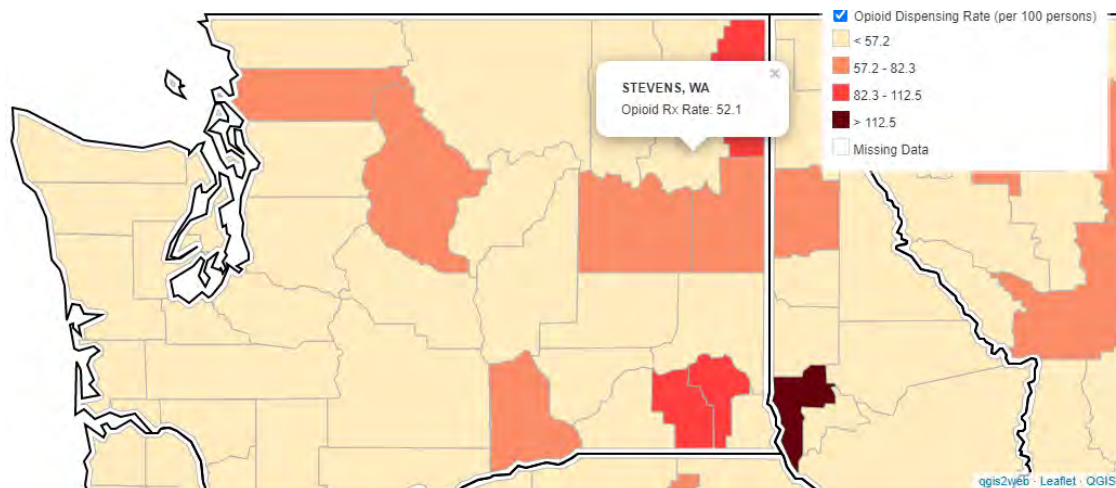 Opioid Dispensing Rate (per 100 persons)
< 57.2
57.2 - 82.3
82.3 - 112.5
> 112.5
Missing Data
STEVENS, WA
Opioid Rx Rate: 52.1
×
qgis2web · Leaflet · QGIS